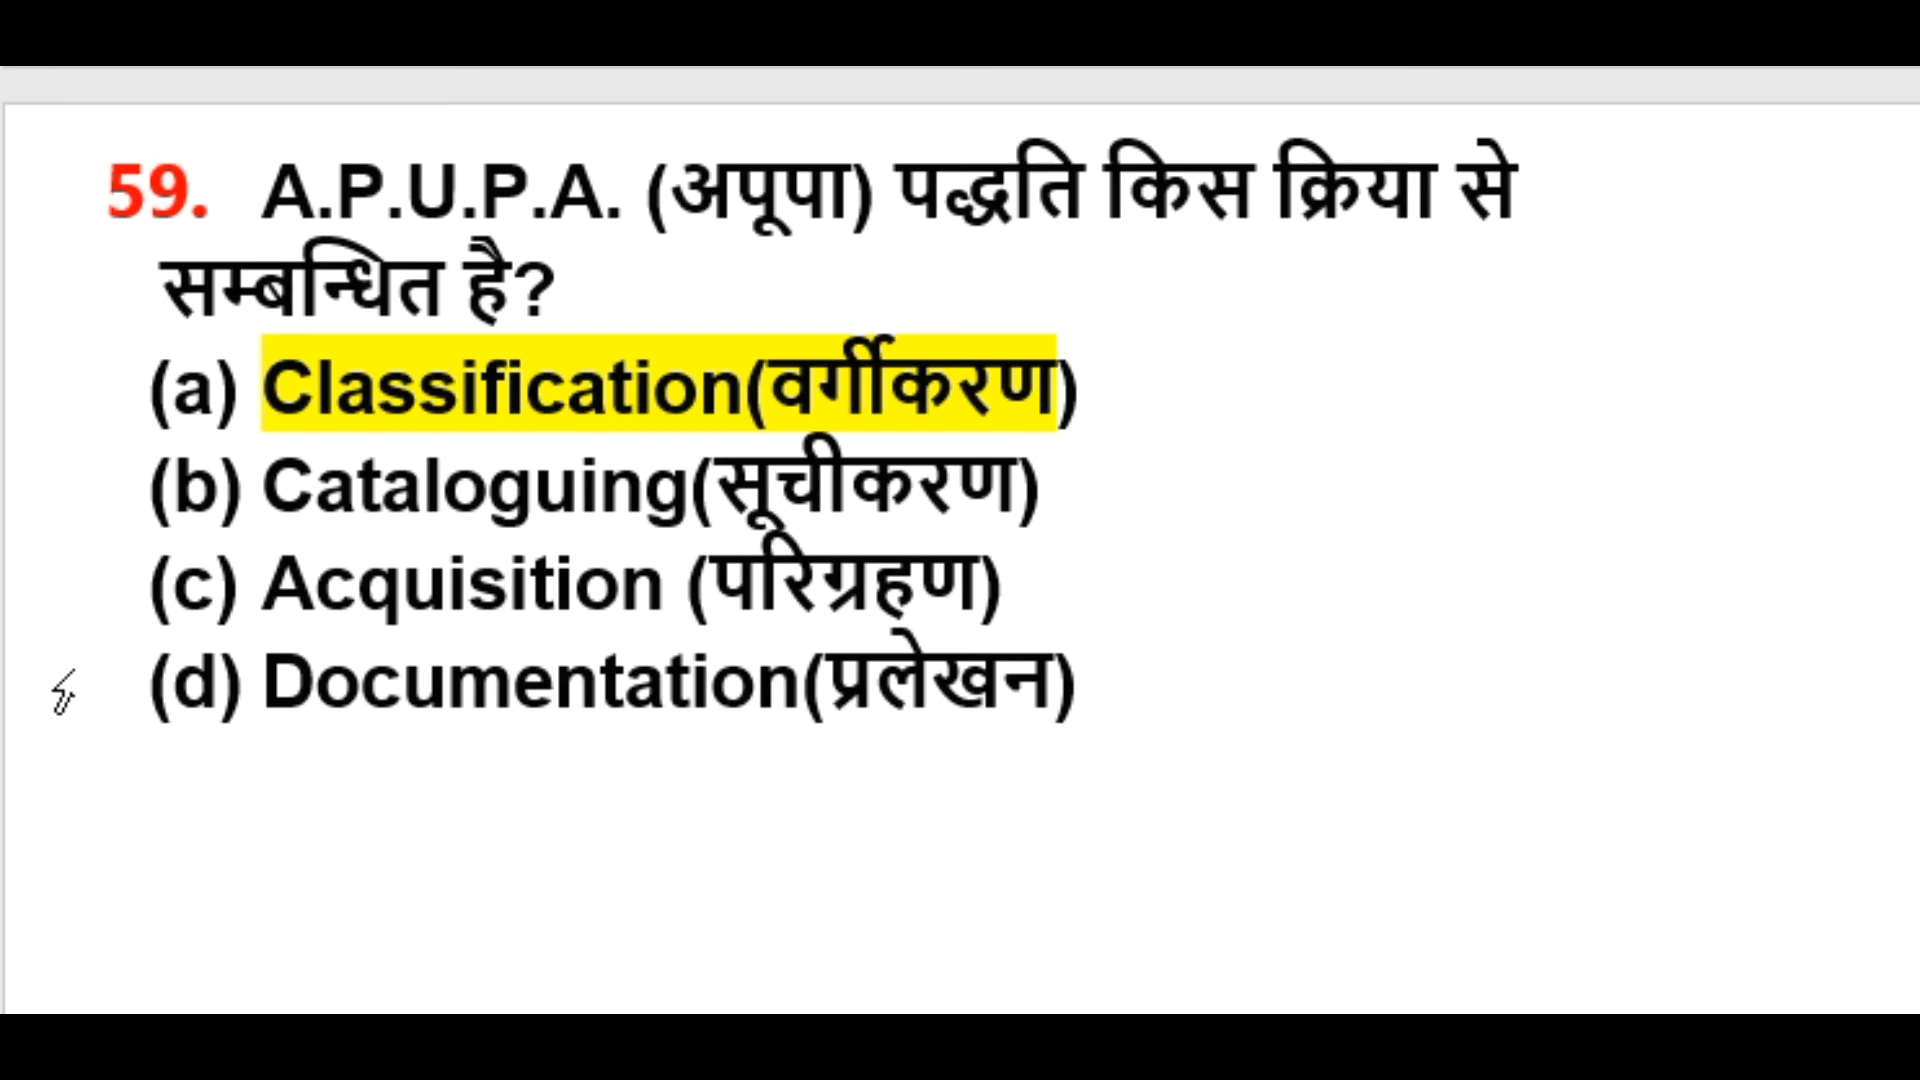 59. A.P.U.P.A. (अपूपा) पद्धति किस क्रिया से
सम्बन्धित है?
(a) Classification(वर्गीकरण)
(b) Cataloguing(सूचीकरण)
(c) Acquisition (परिग्रहण)
(d) Documentation(प्रलेखन)